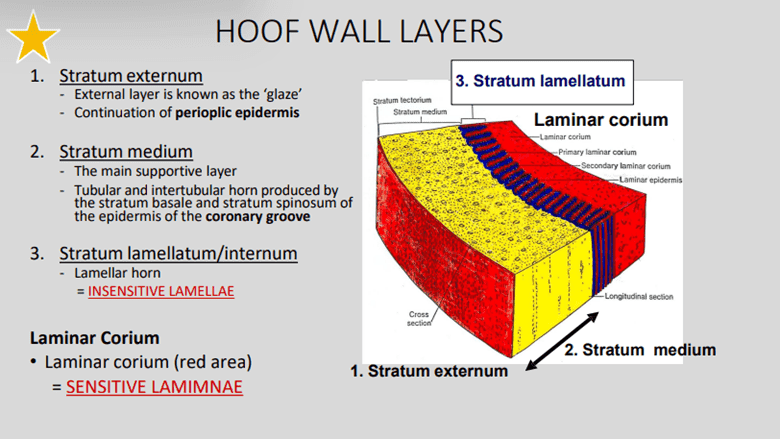 HOOF WALL LAYERS
1. Stratum externum
- External layer is known as the ‘glaze’
- Continuation of perioplic epidermis
2. Stratum medium
- The main supportive layer
- Tubular and intertubular horn produced by
the stratum basale and stratum spinosum of
the epidermis of the coronary groove
3. Stratum lamellatum/internum
- Lamellar horn
= INSENSITIVE LAMELLAE
Laminar Corium
• Laminar corium (red area)
= SENSITIVE LAMIMNAE
3. Stratum lamellatum
Stratum tectorium
Stratum medium
Laminar corium
Laminar corium
Primary laminar corium
Secondary laminar corium
Laminar epidermis
Longitudinal section
Cross
section
2. Stratum medium
1. Stratum externum